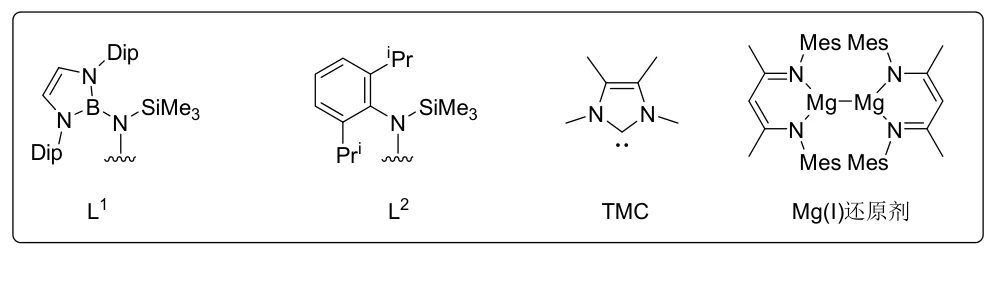 Dip
N
B
N
SiMe3
N
Dip
L1
iPr
N
SiMe3
Pri
L2
N
N
TMC
Mes Mes
N
N
Mg
Mg
N
N
Mes Mes
Mg(I)还原剂